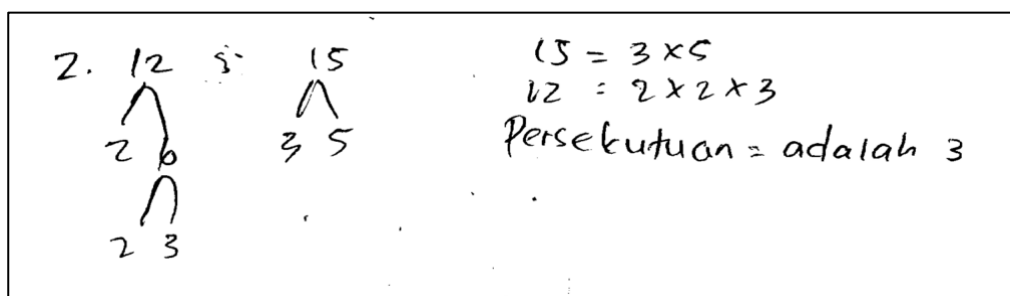 2. 12 ; 15
2 6 3 5
2 3
15 = 3 x 5
12 = 2 x 2 x 3
Persekutuan = adalah 3